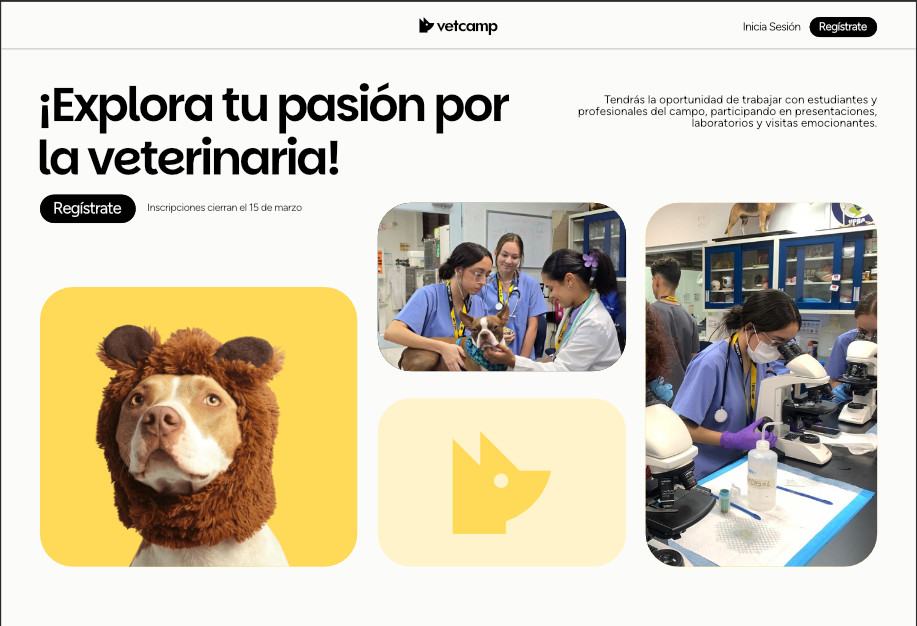 vetcamp
Inicia Sesión
Regístrate
¡Explora tu pasión por
la veterinaria!
Tendrás la oportunidad de trabajar con estudiantes y
profesionales del campo, participando en presentaciones,
laboratorios y visitas emocionantes.
Regístrate
Inscripciones cierran el 15 de marzo